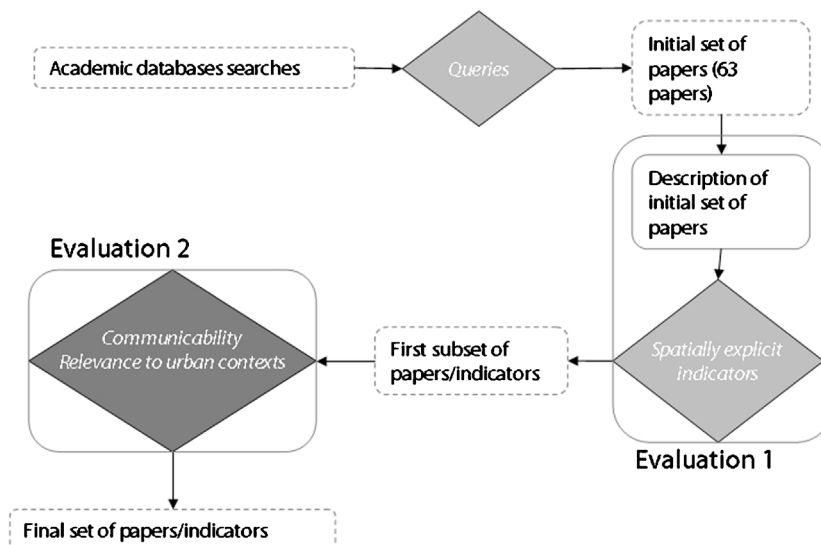 Academic databases searches
Queries
Initial set of
papers (63
papers)
Description of
initial set of
papers
Spatially explicit
indicators
Evaluation 1
First subset of
papers/indicators
Evaluation 2
Communicability
Relevance to urban contexts
Final set of papers/indicators